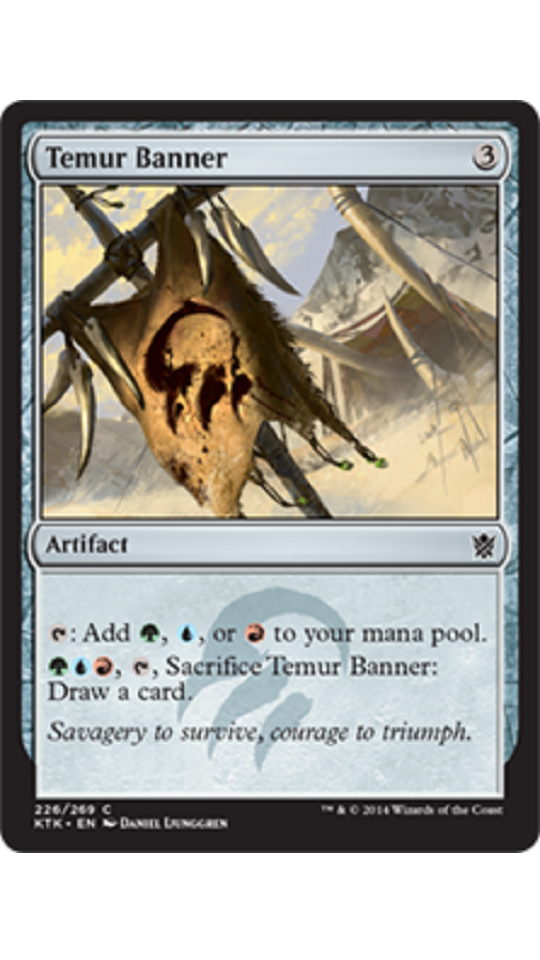 Temur Banner 3
Artifact
: Add , , or to your mana pool.
, , Sacrifice Temur Banner:
Draw a card.
Savagery to survive, courage to triumph.
226/269 C ™ & © 2014 Wizards of the Coast
KTK • EN Daniel Ljunggren